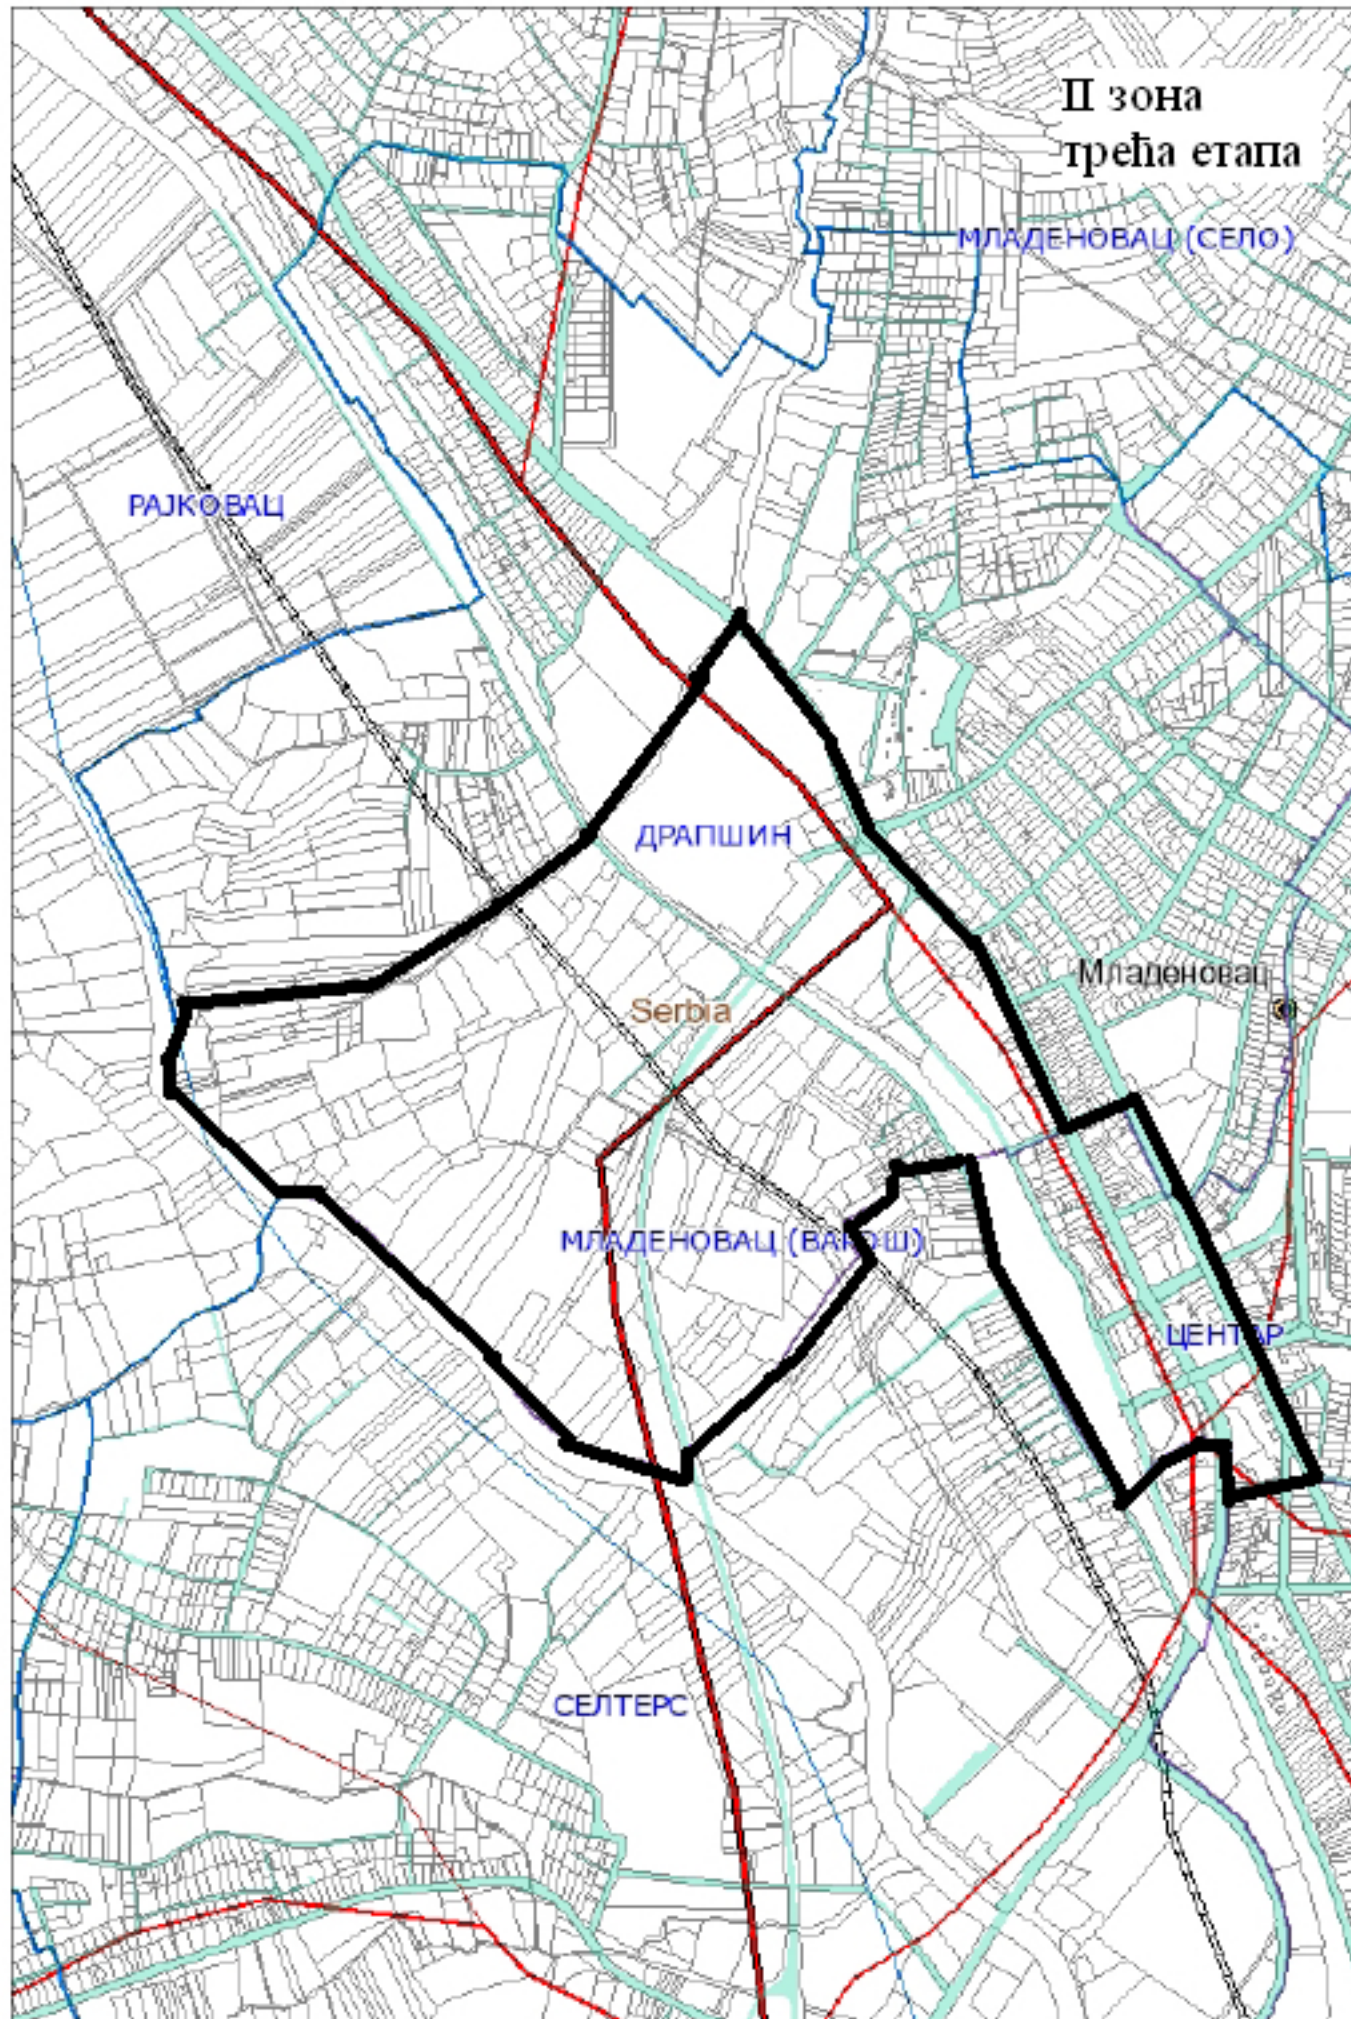 II зона
трећа етапа
МЛАДЕНОВАЦ (СЕЛО)
РАЈКОВАЦ
ДРАПШИН
Младеновац
Serbia
МЛАДЕНОВАЦ (ВАРОШ)
ЦЕНТАР
СЕЛТЕРС